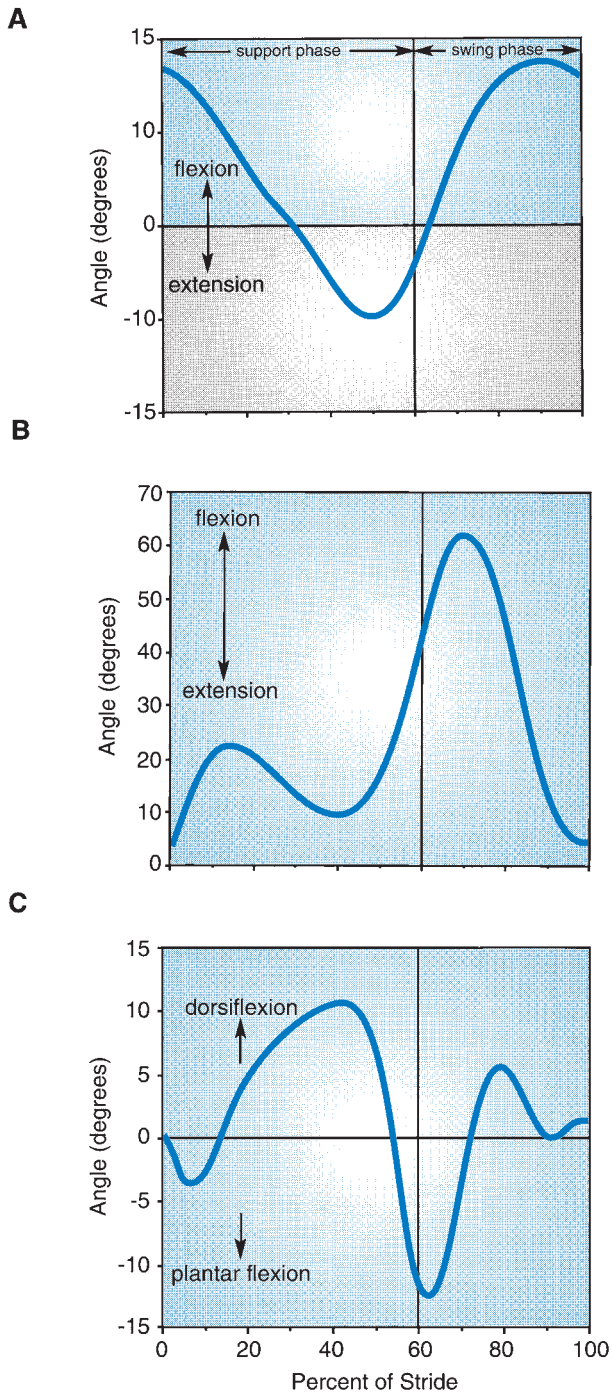 A
15
support phase
swing phase
10
flexion
0
extension
-10
-15
Angle (degrees)
B
70
flexion
60
50
40
30
extension
20
10
0
Angle (degrees)
C
15
10
dorsiflexion
5
0
-5
-10
plantar flexion
-15
Angle (degrees)
0 20 40 60 80 100
Percent of Stride